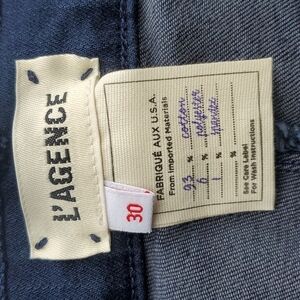 L'AGENCE
30
FABRIQUÉ AUX U.S.A.
From Imported Materials
93 % cotton
6 % polyester
1 % spandex
%
See Care Label
For Wash Instructions